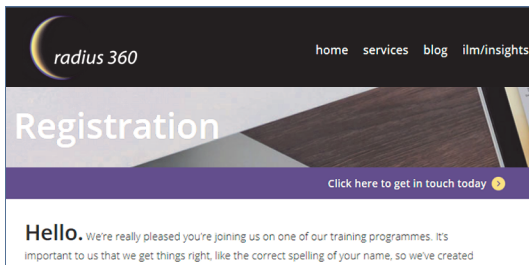 radius 360
home services blog ilm/insights
Registration
Click here to get in touch today
Hello. We're really pleased you're joining us on one of our training programmes. It's
important to us that we get things right, like the correct spelling of your name, so we've created